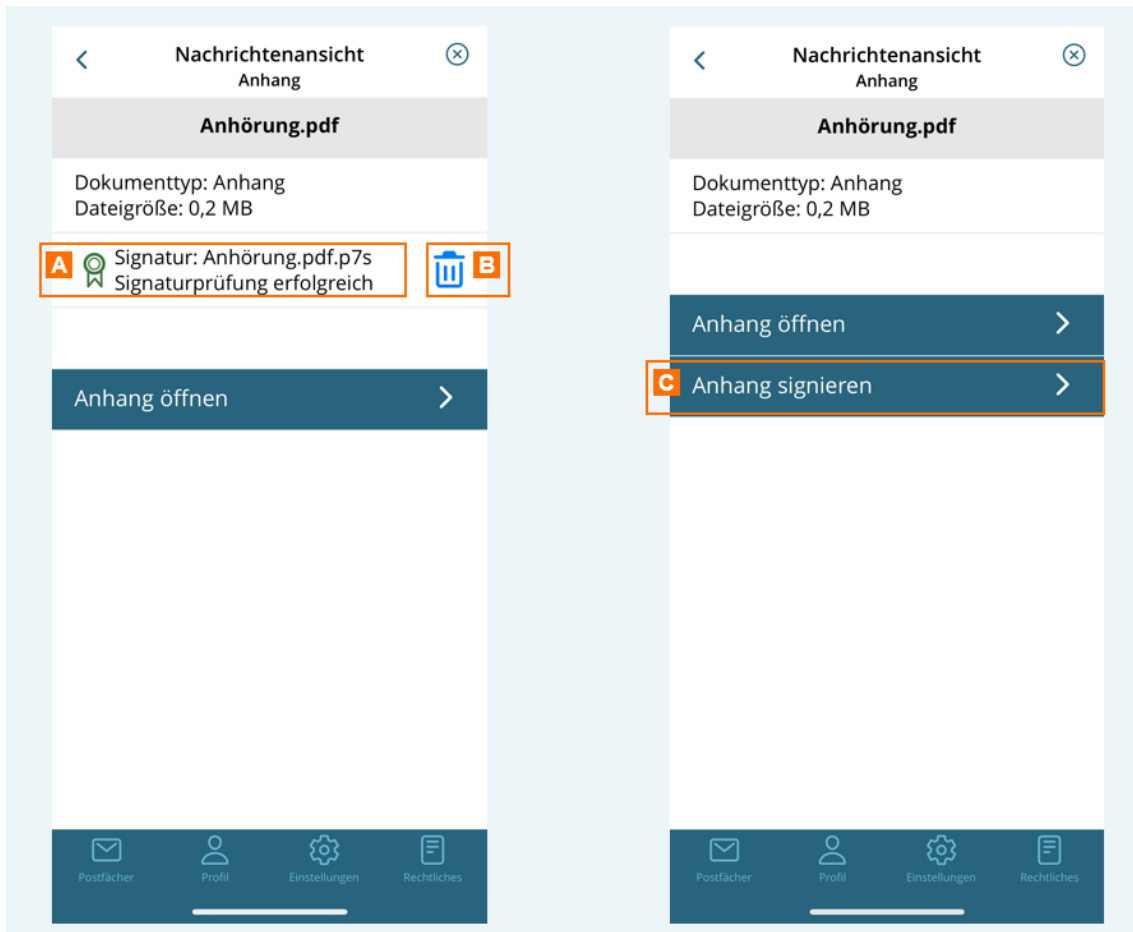 Nachrichtenansicht
Anhang
Anhörung.pdf
Dokumenttyp: Anhang
Dateigröße: 0,2 MB
A Signatur: Anhörung.pdf.p7s B
Signaturprüfung erfolgreich
Anhang öffnen
Postfächer Profil Einstellungen Rechtliches
Nachrichtenansicht
Anhang
Anhörung.pdf
Dokumenttyp: Anhang
Dateigröße: 0,2 MB
Anhang öffnen
C Anhang signieren
Postfächer Profil Einstellungen Rechtliches